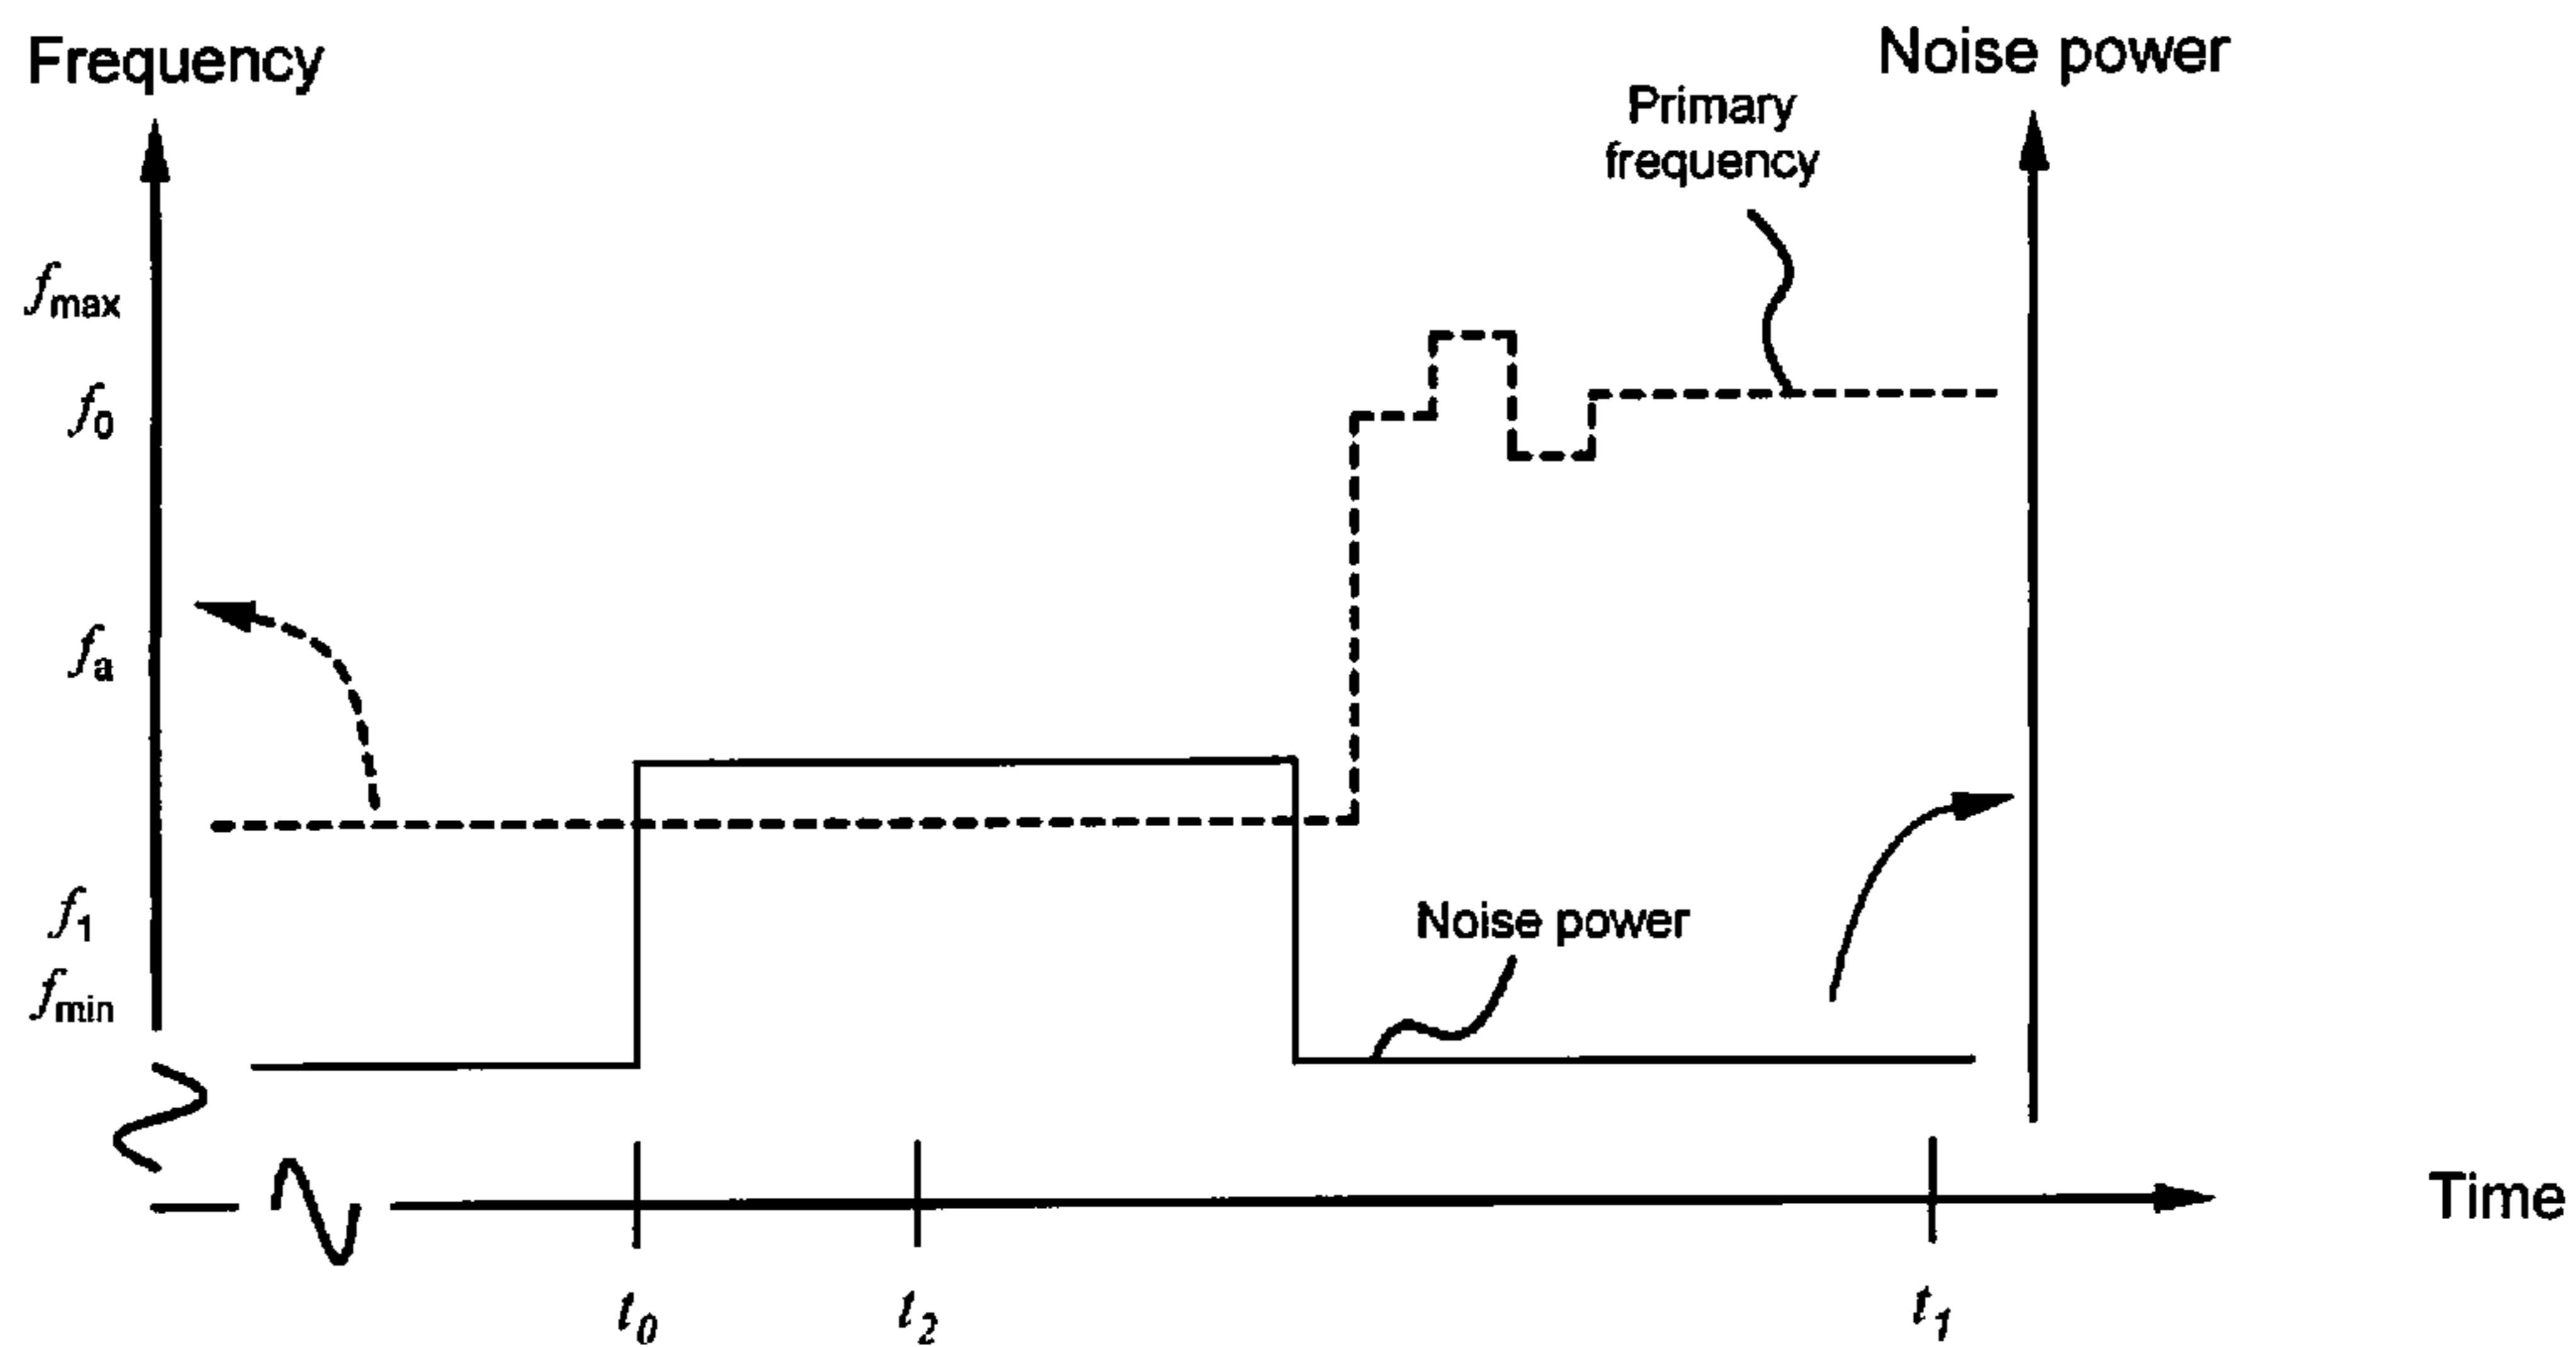 Frequency
Noise power
Primary
frequency
fmax
f0
fa
f1
Noise power
fmin
Time
t0
t2
t1